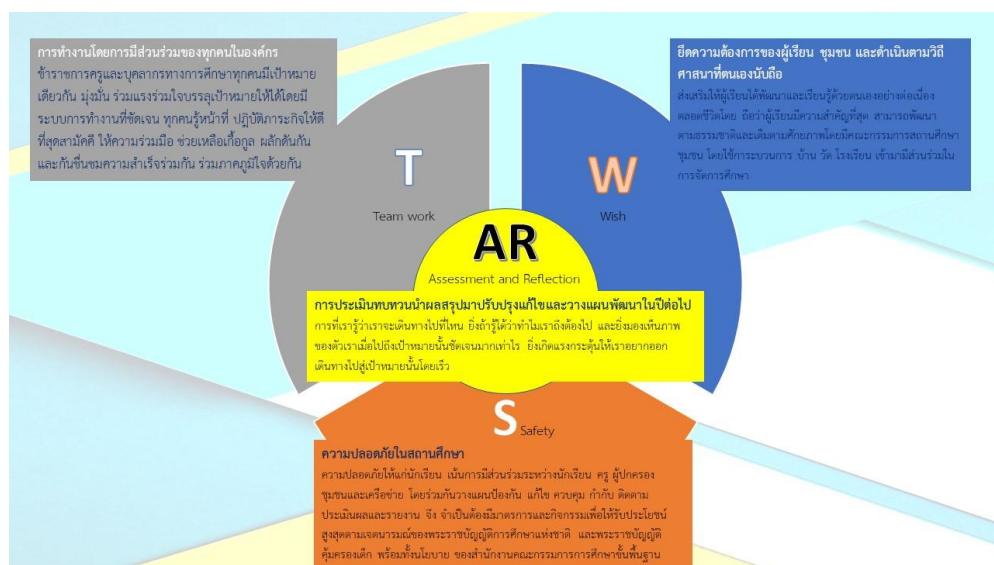 การทำงานโดยการมีส่วนร่วมของทุกคนในองค์กร
ข้าราชการครูและบุคลากรทางการศึกษาทุกคนมีเป้าหมาย
เดียวกัน มุ่งมั่น ร่วมแรงร่วมใจบรรลุเป้าหมายให้ได้โดยมี
ระบบการทำงานที่ชัดเจน ทุกคนรู้หน้าที่ ปฏิบัติภาระกิจให้ดี
ที่สุดสามัคคี ให้ความร่วมมือ ช่วยเหลือเกื้อกูล ผลักดันกัน
และกันชื่นชมความสำเร็จร่วมกัน ร่วมภาคภูมิใจด้วยกัน
ยึดความต้องการของผู้เรียน ชุมชน และดำเนินตามวิถี
ศาสนาที่ตนเองนับถือ
ส่งเสริมให้ผู้เรียนได้พัฒนาและเรียนรู้ด้วยตนเองอย่างต่อเนื่อง
ตลอดชีวิตโดย ถือว่าผู้เรียนมีความสำคัญที่สุด สามารถพัฒนา
ตามธรรมชาติและเต็มตามศักยภาพโดยมีคณะกรรมการสถานศึกษา
ชุมชน โดยใช้การะบวนการ บ้าน วัด โรงเรียน เข้ามามีส่วนร่วมใน
การจัดการศึกษา
T
Team work
W
Wish
AR
Assessment and Reflection
การประเมินทบทวนนำผลสรุปมาปรับปรุงแก้ไขและวางแผนพัฒนาในปีต่อไป
การที่เรารู้ว่าเราจะเดินทางไปที่ไหน ยิ่งถ้ารู้ได้ว่าทำไมเราถึงต้องไป และยิ่งมองเห็นภาพ
ของตัวเราเมื่อไปถึงเป้าหมายนั้นชัดเจนมากเท่าไร ยิ่งเกิดแรงกระตุ้นให้เราอยากออก
เดินทางไปสู่เป้าหมายนั้นโดยเร็ว
S Safety
ความปลอดภัยในสถานศึกษา
ความปลอดภัยให้แก่นักเรียน เน้นการมีส่วนร่วมระหว่างนักเรียน ครู ผู้ปกครอง
ชุมชนและเครือข่าย โดยร่วมกันวางแผนป้องกัน แก้ไข ควบคุม กำกับ ติดตาม
ประเมินผลและรายงาน จึง จำเป็นต้องมีมาตรการและกิจกรรมเพื่อให้รับประโยชน์
สูงสุดตามเจตนารมณ์ของพระราชบัญญัติการศึกษาแห่งชาติ และพระราชบัญญัติ
คุ้มครองเด็ก พร้อมทั้งนโยบาย ของสำนักงานคณะกรรมการการศึกษาขั้นพื้นฐาน